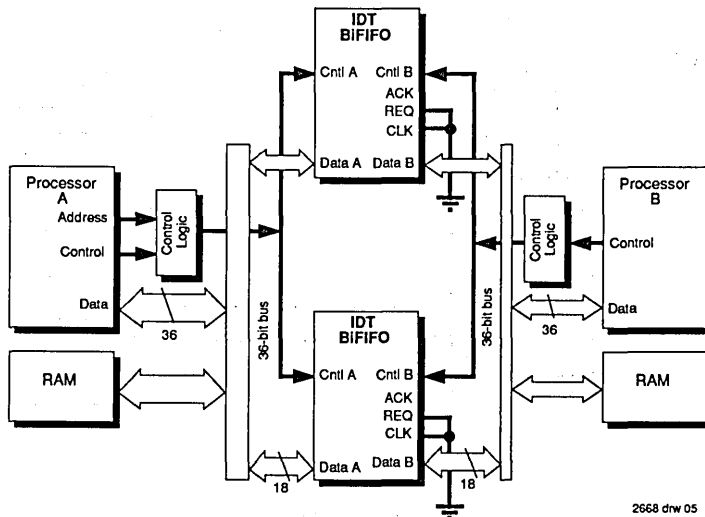 IDT
BiFIFO
Cntl A
Cntl B
ACK
REQ
CLK
Data A
Data B
Processor
A
Address
Control
Data
36
Control
Logic
RAM
36-bit bus
36-bit bus
Processor
B
Control
Data
36
Control
Logic
RAM
IDT
BiFIFO
Cntl A
Cntl B
ACK
REQ
CLK
Data A
Data B
18
18
2668 drw 05